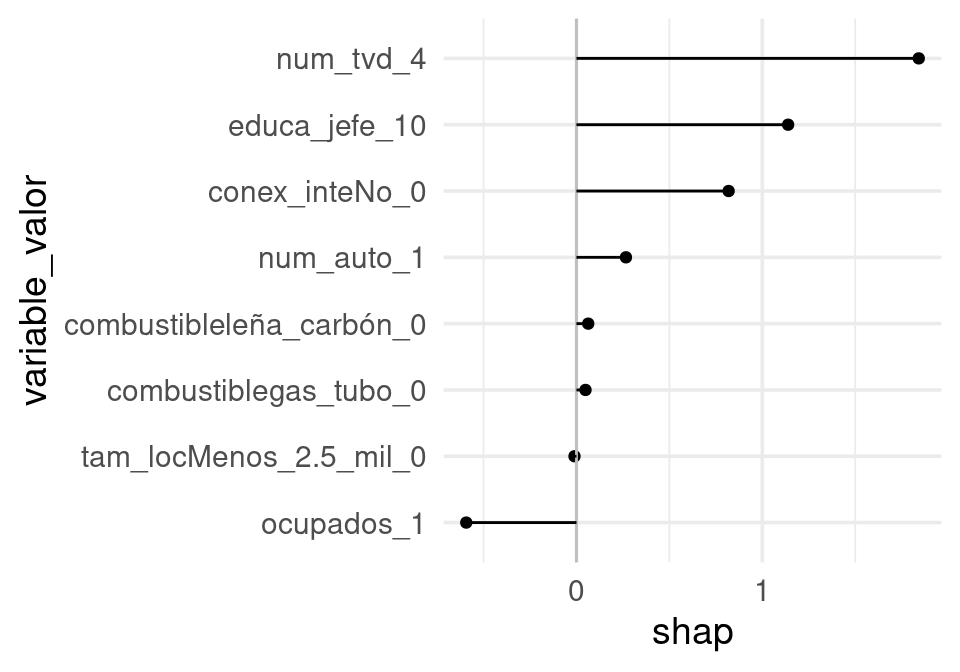 num_tvd_4
educa_jefe_10
conex_inteNo_0
num_auto_1
combustibleleña_carbón_0
combustiblegas_tubo_0
tam_locMenos_2.5_mil_0
ocupados_1
variable_valor
0 1
shap